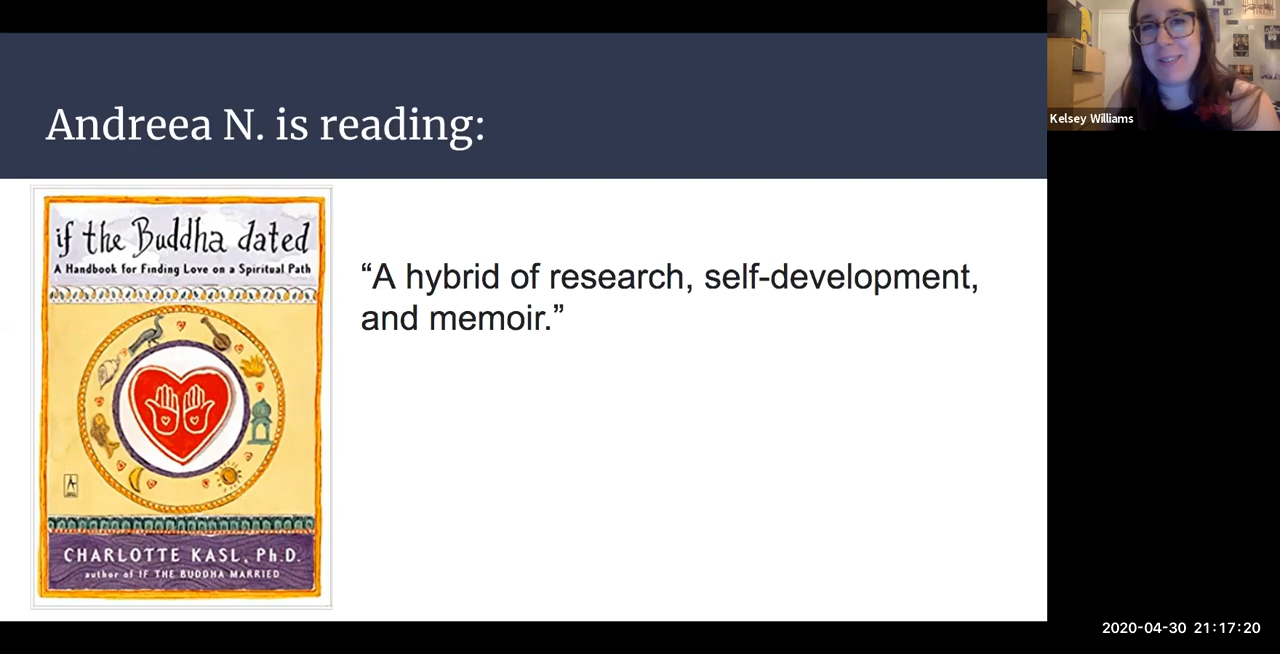 Andreea N. is reading:
if the Buddha dated
A Handbook for Finding Love on a Spiritual Path
CHARLOTTE KASL, Ph.D.
author of IF THE BUDDHA MARRIED
“A hybrid of research, self-development,
and memoir.”
Kelsey Williams
2020-04-30 21:17:20